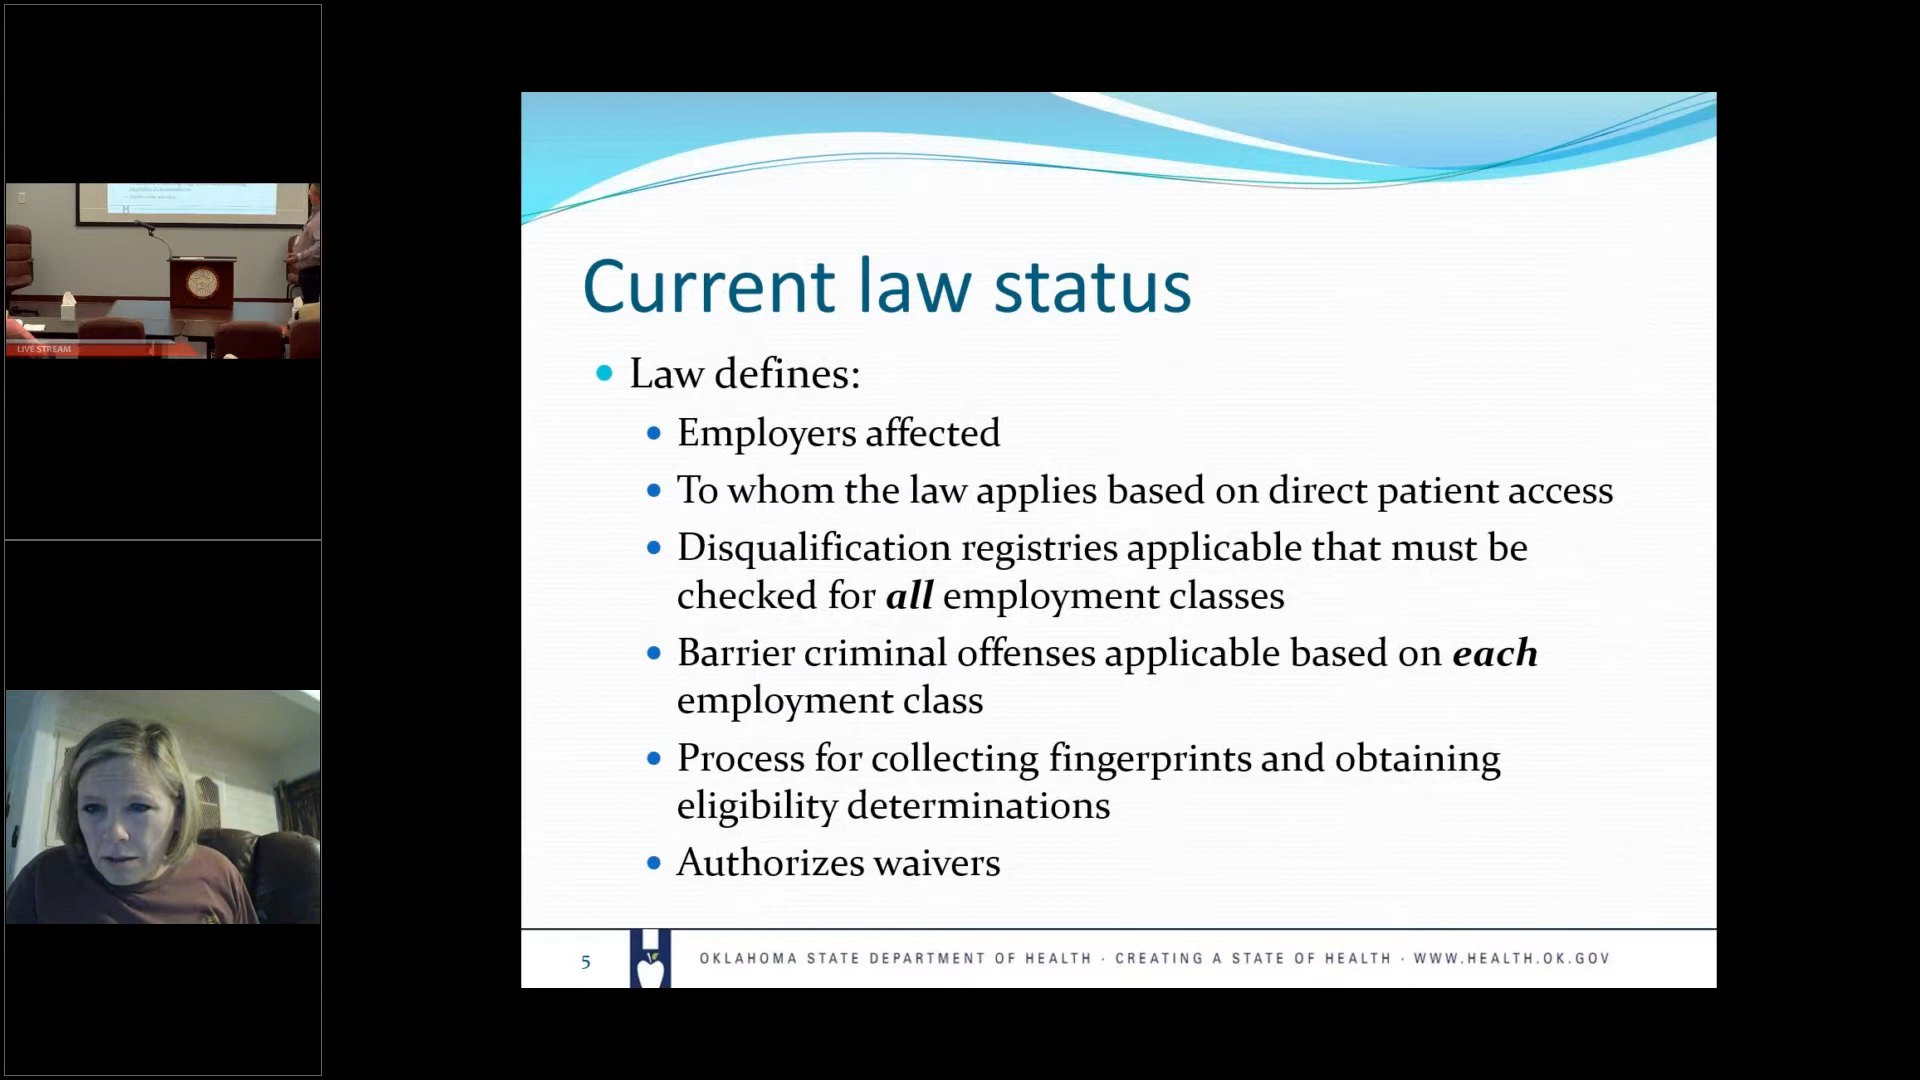 LIVE STREAM
Current law status
Law defines:
Employers affected
To whom the law applies based on direct patient access
Disqualification registries applicable that must be
checked for all employment classes
Barrier criminal offenses applicable based on each
employment class
Process for collecting fingerprints and obtaining
eligibility determinations
Authorizes waivers
5
OKLAHOMA STATE DEPARTMENT OF HEALTH · CREATING A STATE OF HEALTH · WWW.HEALTH.OK.GOV